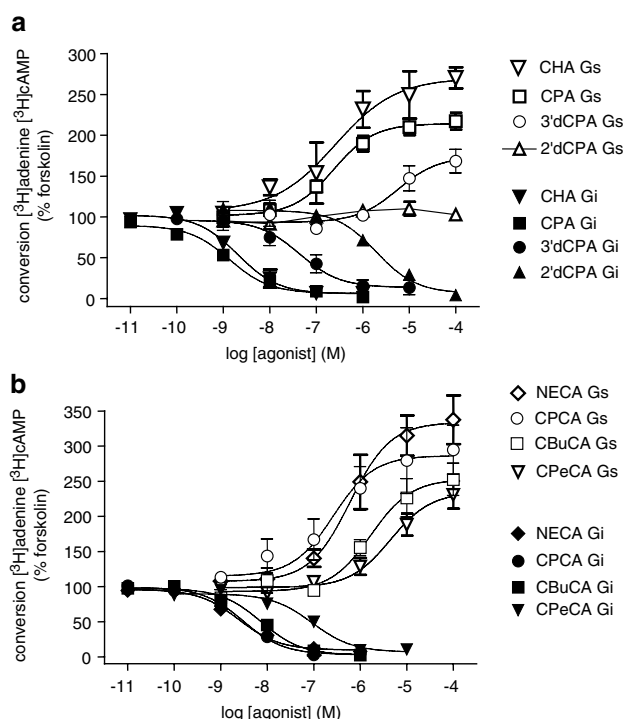 a
conversion [³H]adenine [³H]cAMP
(% forskolin)
300
250
200
150
100
50
0
-11 -10 -9 -8 -7 -6 -5 -4
log [agonist] (M)
CHA Gs
CPA Gs
3'dCPA Gs
2'dCPA Gs
CHA Gi
CPA Gi
3'dCPA Gi
2'dCPA Gi
b
conversion [³H]adenine [³H]cAMP
(% forskolin)
350
300
250
200
150
100
50
0
-11 -10 -9 -8 -7 -6 -5 -4
log [agonist] (M)
NECA Gs
CPCA Gs
CBuCA Gs
CPeCA Gs
NECA Gi
CPCA Gi
CBuCA Gi
CPeCA Gi